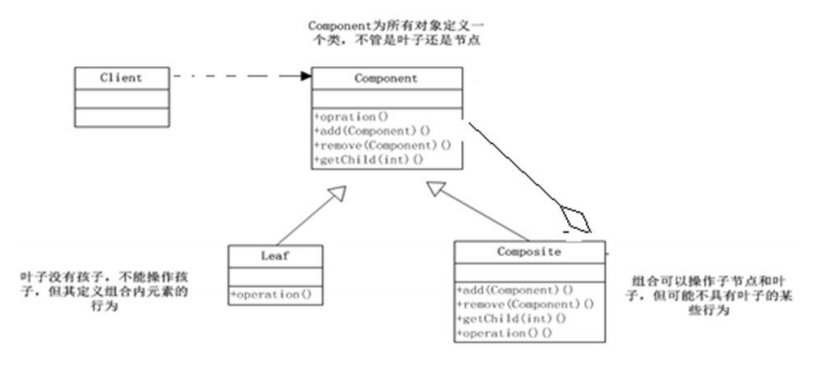 Component为所有对象定义一
个类，不管是叶子还是节点
Client
Component
+opration()
+add(Component)()
+remove(Component)()
+getChild(int)()
Leaf
+operation()
Composite
+add(Component)()
+remove(Component)()
+getChild(int)()
+operation()()
叶子没有孩子，不能操作孩
子，但其定义组合内元素的
行为
组合可以操作子节点和叶
子，但可能不具有叶子的某
些行为